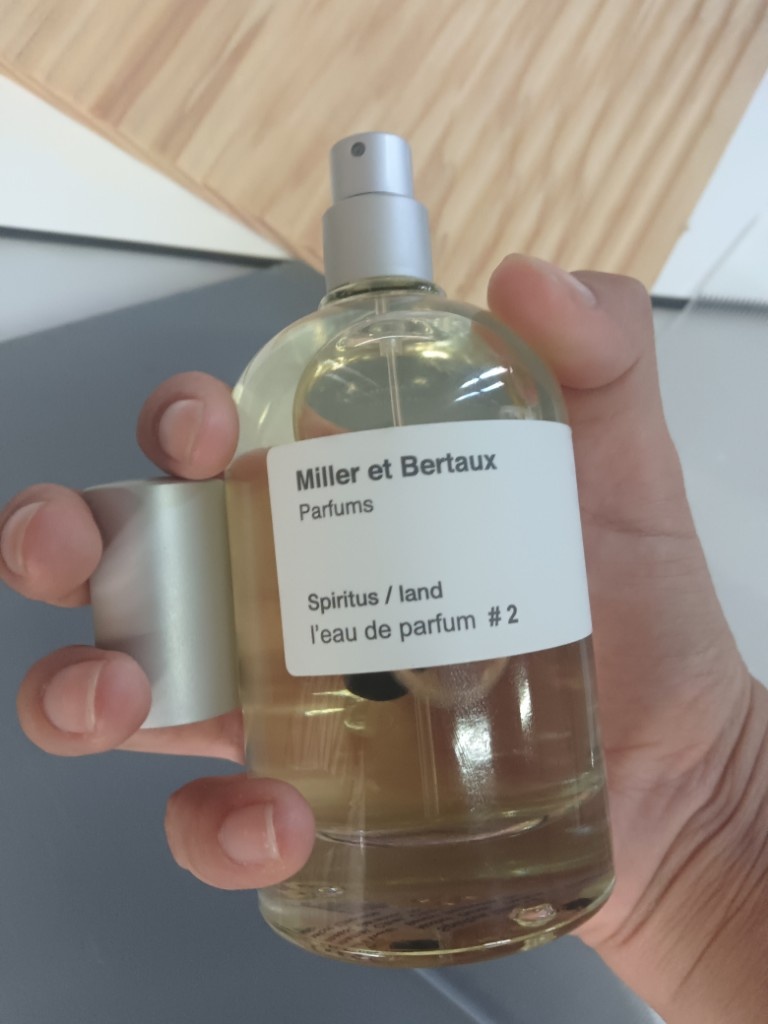 Miller et Bertaux
Parfums
Spiritus / land
l'eau de parfum # 2